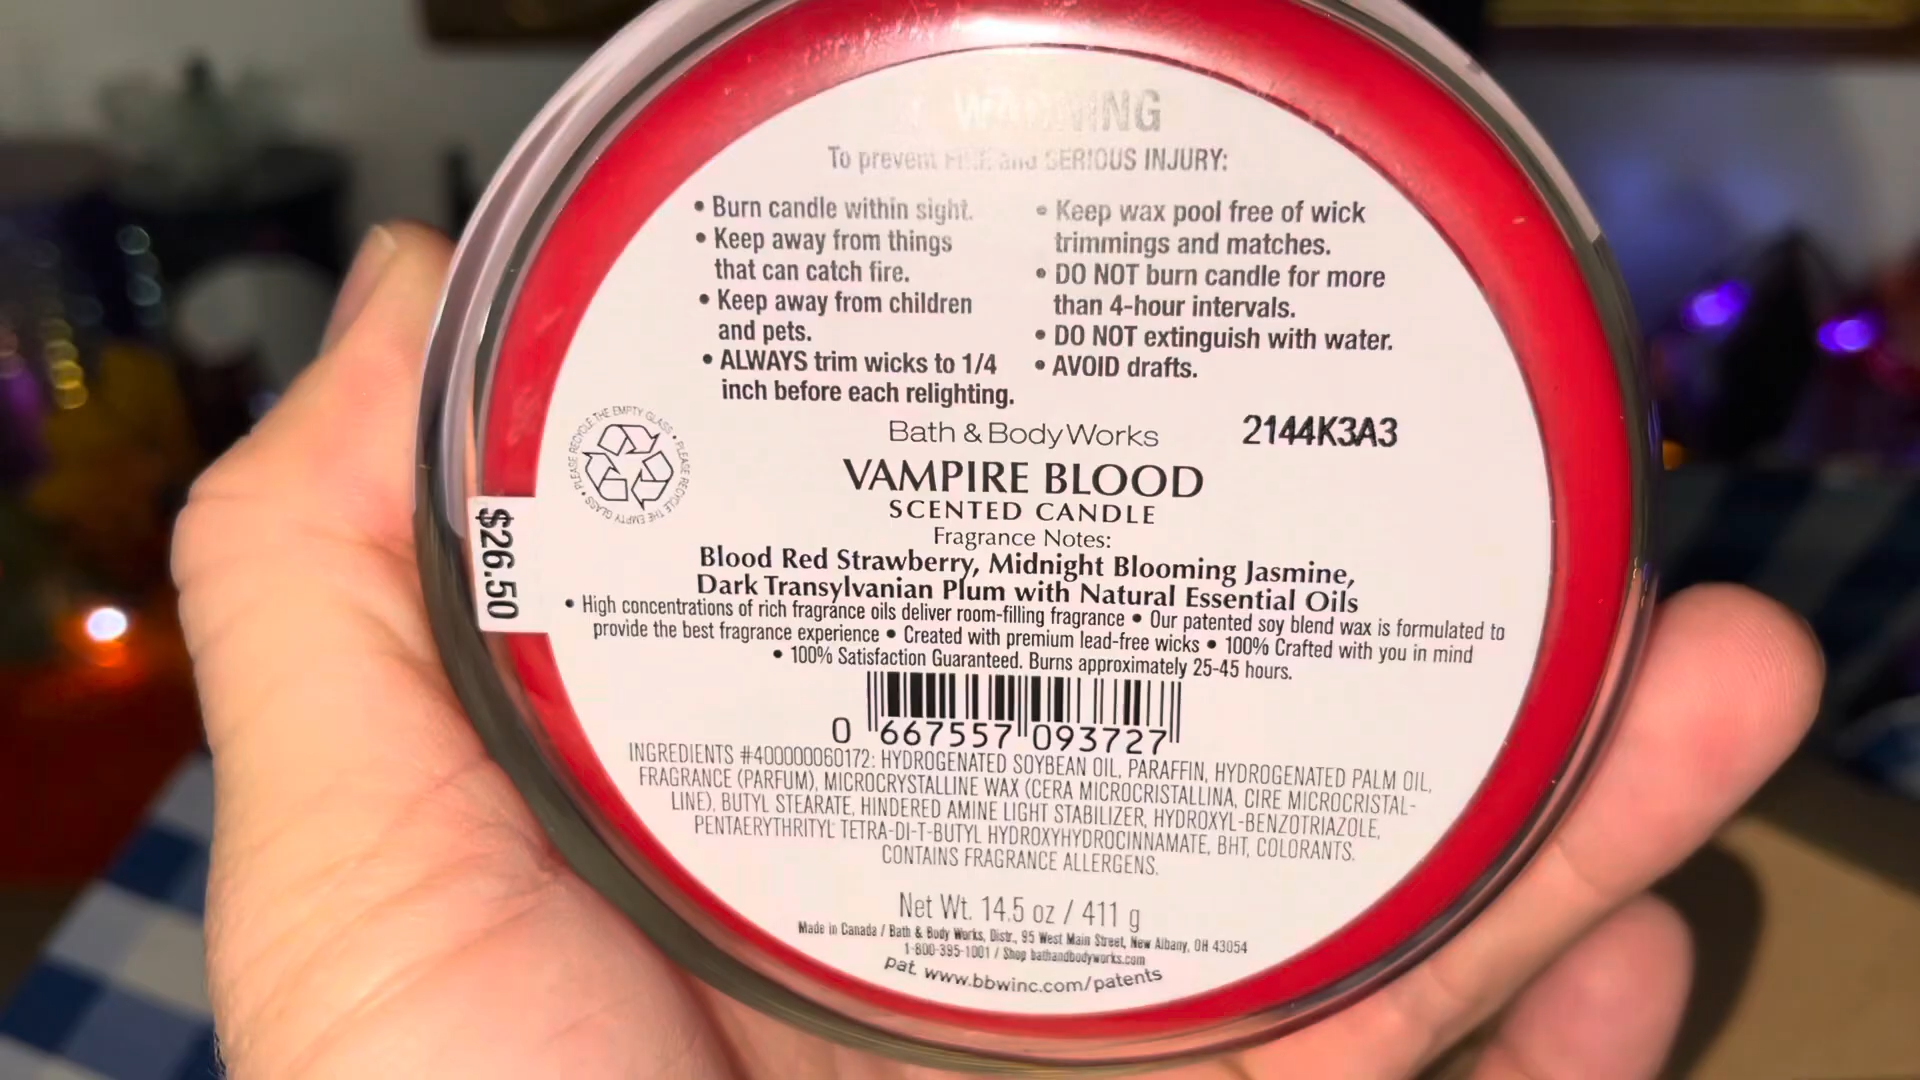 WARNING
To prevent FIRE and SERIOUS INJURY:
• Burn candle within sight.
• Keep away from things
that can catch fire.
• Keep away from children
and pets.
• ALWAYS trim wicks to 1/4
inch before each relighting.
• Keep wax pool free of wick
trimmings and matches.
• DO NOT burn candle for more
than 4-hour intervals.
• DO NOT extinguish with water.
• AVOID drafts.
PLEASE RECYCLE THE EMPTY GLASS • PLEASE RECYCLE THE EMPTY GLASS •
Bath & Body Works
2144K3A3
VAMPIRE BLOOD
SCENTED CANDLE
$26.50
Fragrance Notes:
Blood Red Strawberry, Midnight Blooming Jasmine,
Dark Transylvanian Plum with Natural Essential Oils
• High concentrations of rich fragrance oils deliver room-filling fragrance • Our patented soy blend wax is formulated to
provide the best fragrance experience • Created with premium lead-free wicks • 100% Crafted with you in mind
• 100% Satisfaction Guaranteed. Burns approximately 25-45 hours.
0 667557 093727
INGREDIENTS #400000060172: HYDROGENATED SOYBEAN OIL, PARAFFIN, HYDROGENATED PALM OIL,
FRAGRANCE (PARFUM), MICROCRYSTALLINE WAX (CERA MICROCRISTALLINA, CIRE MICROCRISTAL-
LINE), BUTYL STEARATE, HINDERED AMINE LIGHT STABILIZER, HYDROXYL-BENZOTRIAZOLE,
PENTAERYTHRITYL TETRA-DI-T-BUTYL HYDROXYHYDROCINNAMATE, BHT, COLORANTS.
CONTAINS FRAGRANCE ALLERGENS.
Net Wt. 14.5 oz / 411 g
Made in Canada / Bath & Body Works, Distr., 95 West Main Street, New Albany, OH 43054
1-800-395-1001 / Shop bathandbodyworks.com
pat. www.bbwinc.com/patents